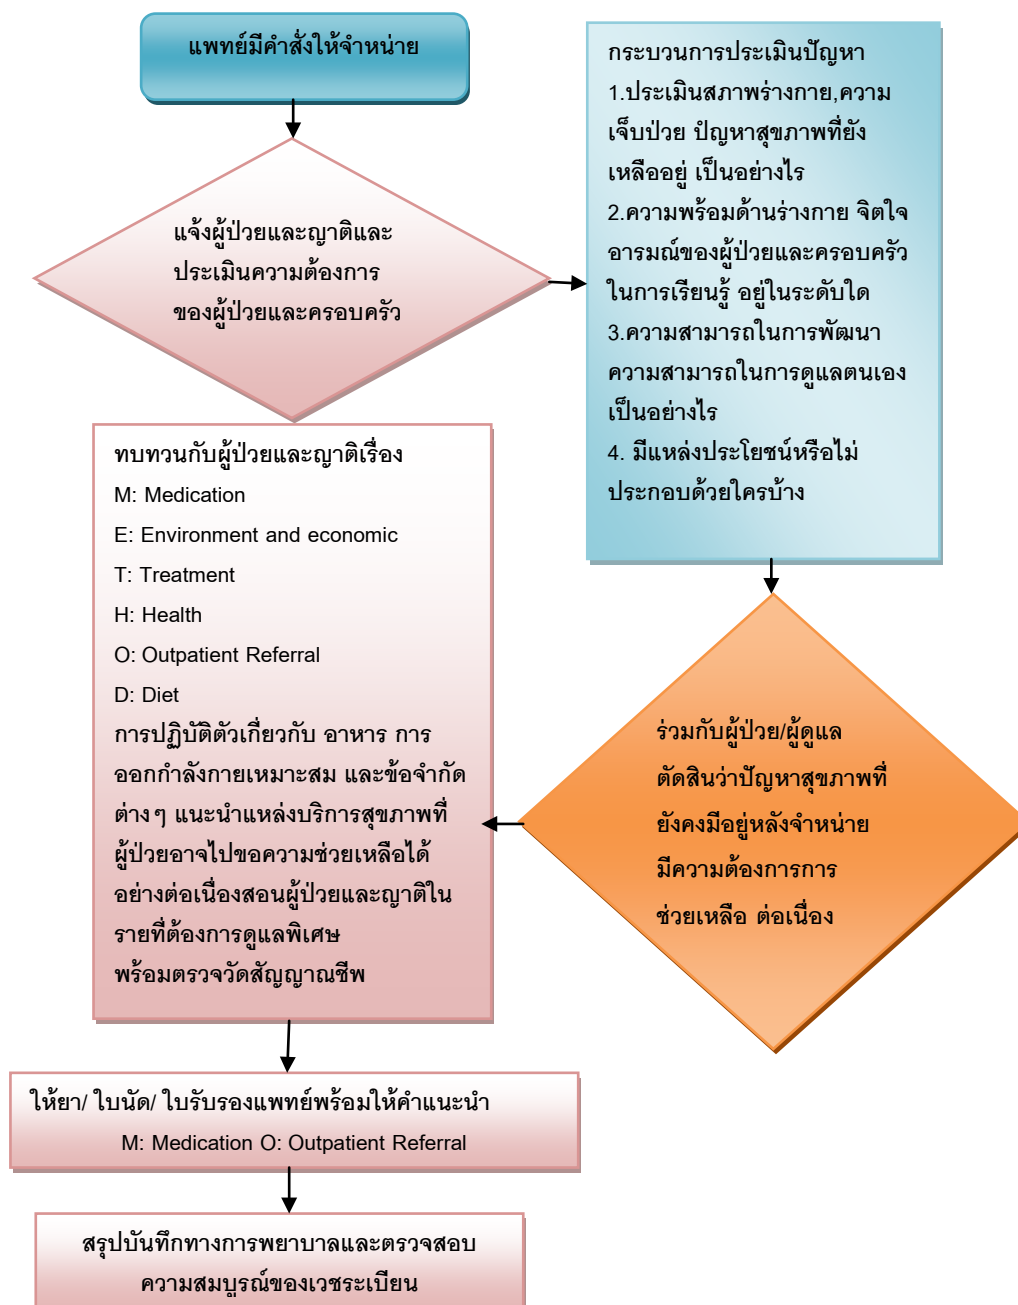 แพทย์มีคำสั่งให้จำหน่าย
แจ้งผู้ป่วยและญาติและ
ประเมินความต้องการ
ของผู้ป่วยและครอบครัว
กระบวนการประเมินปัญหา
1.ประเมินสภาพร่างกาย,ความ
เจ็บป่วย ปัญหาสุขภาพที่ยัง
เหลืออยู่ เป็นอย่างไร
2.ความพร้อมด้านร่างกาย จิตใจ
อารมณ์ของผู้ป่วยและครอบครัว
ในการเรียนรู้ อยู่ในระดับใด
3.ความสามารถในการพัฒนา
ความสามารถในการดูแลตนเอง
เป็นอย่างไร
4. มีแหล่งประโยชน์หรือไม่
ประกอบด้วยใครบ้าง
ร่วมกับผู้ป่วย/ผู้ดูแล
ตัดสินว่าปัญหาสุขภาพที่
ยังคงมีอยู่หลังจำหน่าย
มีความต้องการการ
ช่วยเหลือ ต่อเนื่อง
ทบทวนกับผู้ป่วยและญาติเรื่อง
M: Medication
E: Environment and economic
T: Treatment
H: Health
O: Outpatient Referral
D: Diet
การปฏิบัติตัวเกี่ยวกับ อาหาร การ
ออกกำลังกายเหมาะสม และข้อจำกัด
ต่างๆ แนะนำแหล่งบริการสุขภาพที่
ผู้ป่วยอาจไปขอความช่วยเหลือได้
อย่างต่อเนื่องสอนผู้ป่วยและญาติใน
รายที่ต้องการดูแลพิเศษ
พร้อมตรวจวัดสัญญาณชีพ
ให้ยา/ ใบนัด/ ใบรับรองแพทย์พร้อมให้คำแนะนำ
M: Medication O: Outpatient Referral
สรุปบันทึกทางการพยาบาลและตรวจสอบ
ความสมบูรณ์ของเวชระเบียน